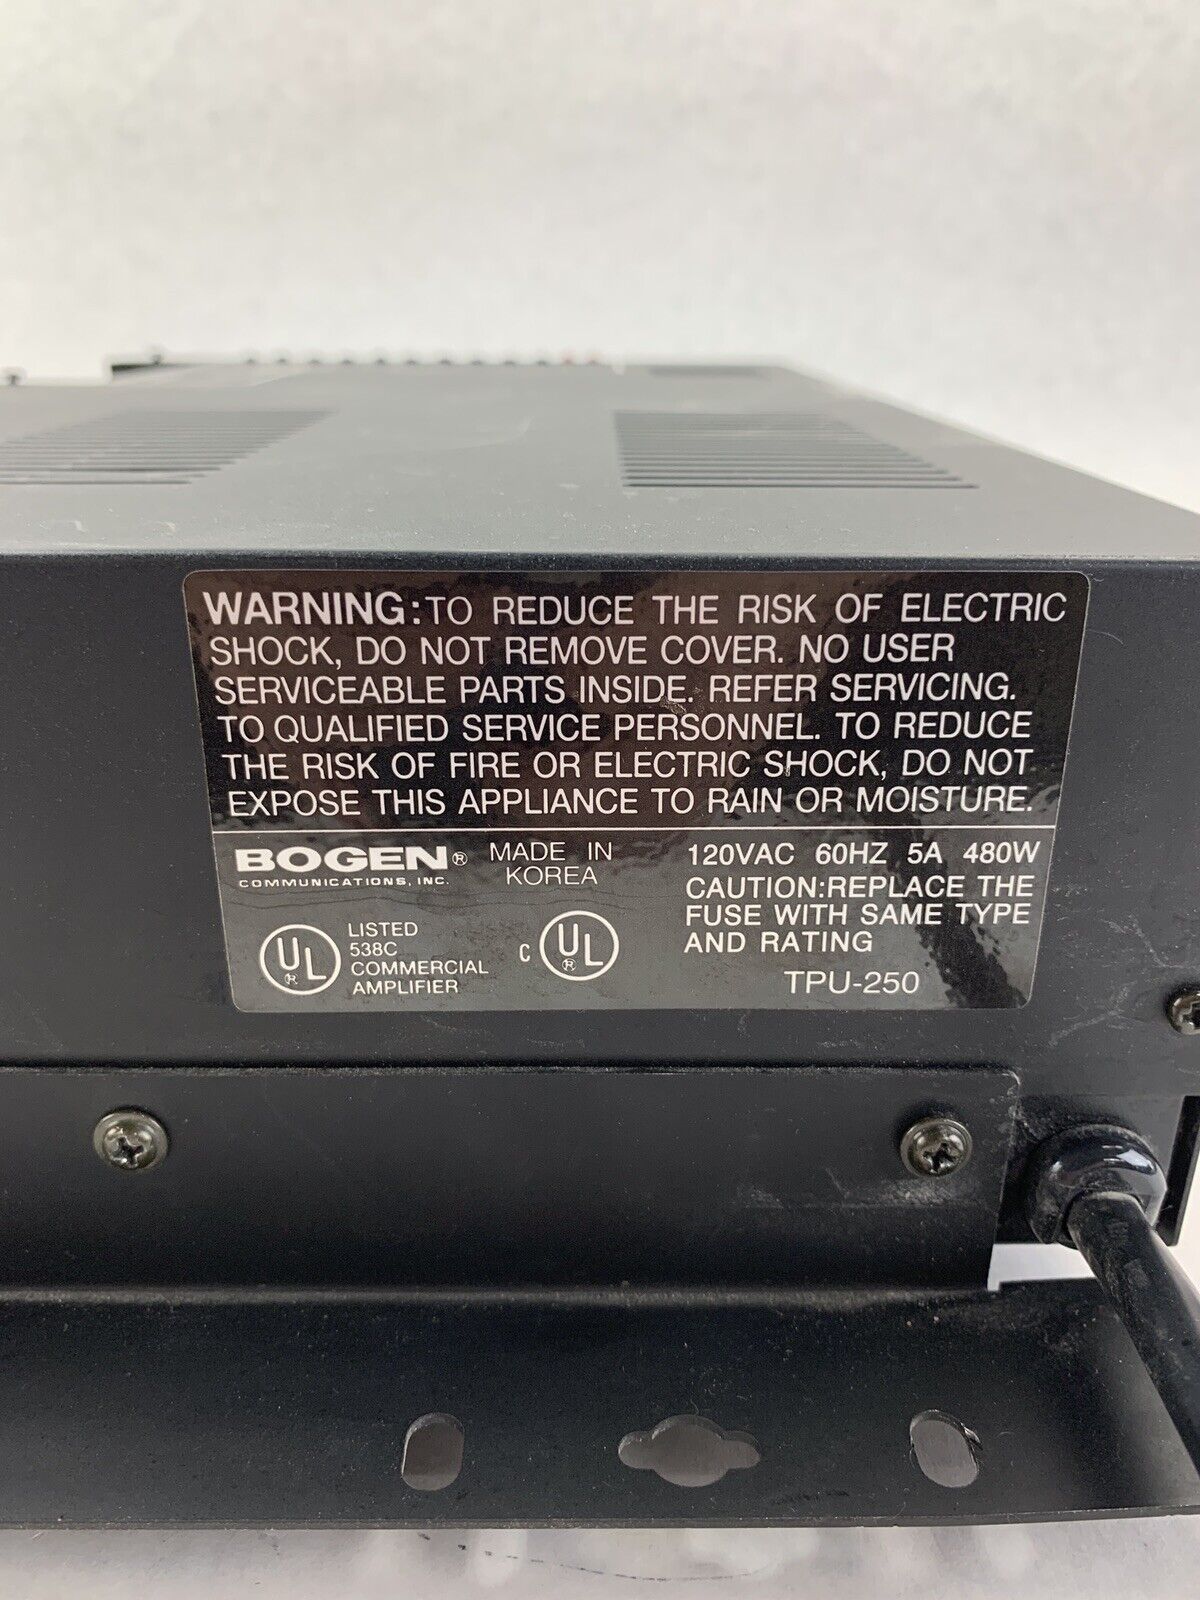 WARNING: TO REDUCE THE RISK OF ELECTRIC
SHOCK, DO NOT REMOVE COVER. NO USER
SERVICEABLE PARTS INSIDE. REFER SERVICING.
TO QUALIFIED SERVICE PERSONNEL. TO REDUCE
THE RISK OF FIRE OR ELECTRIC SHOCK, DO NOT
EXPOSE THIS APPLIANCE TO RAIN OR MOISTURE.
BOGEN®
COMMUNICATIONS, INC.
MADE IN
KOREA
UL®
LISTED
538C
COMMERCIAL
AMPLIFIER
C UL®
120VAC 60HZ 5A 480W
CAUTION:REPLACE THE
FUSE WITH SAME TYPE
AND RATING
TPU-250